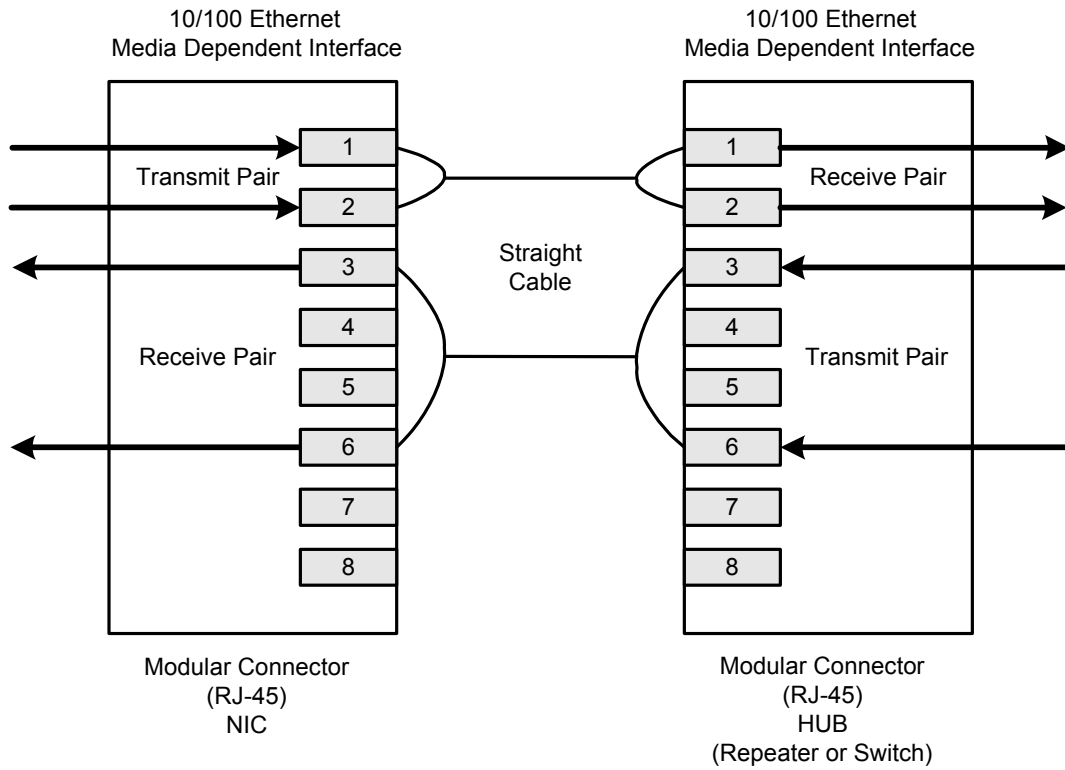 10/100 Ethernet
Media Dependent Interface
10/100 Ethernet
Media Dependent Interface
1
Transmit Pair
2
3
4
Receive Pair
5
6
7
8
Straight
Cable
1
Receive Pair
2
3
4
Transmit Pair
5
6
7
8
Modular Connector
(RJ-45)
NIC
Modular Connector
(RJ-45)
HUB
(Repeater or Switch)